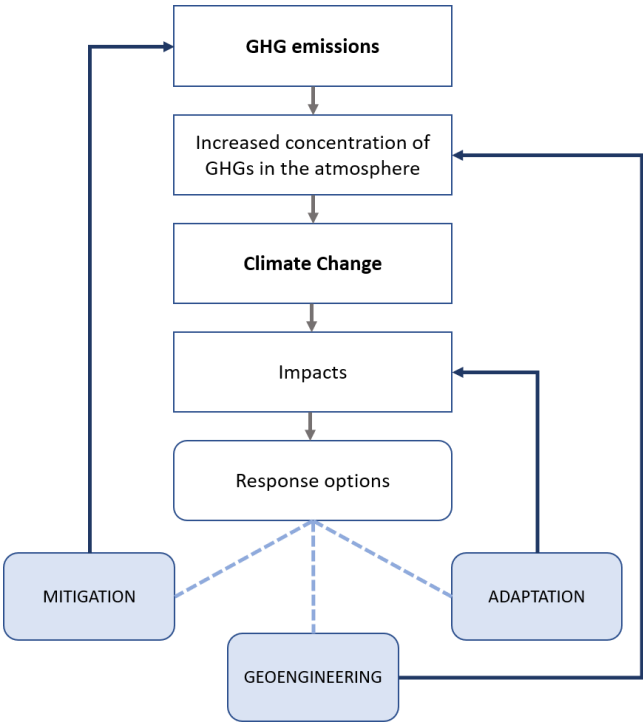 GHG emissions
Increased concentration of
GHGs in the atmosphere
Climate Change
Impacts
Response options
MITIGATION
ADAPTATION
GEOENGINEERING